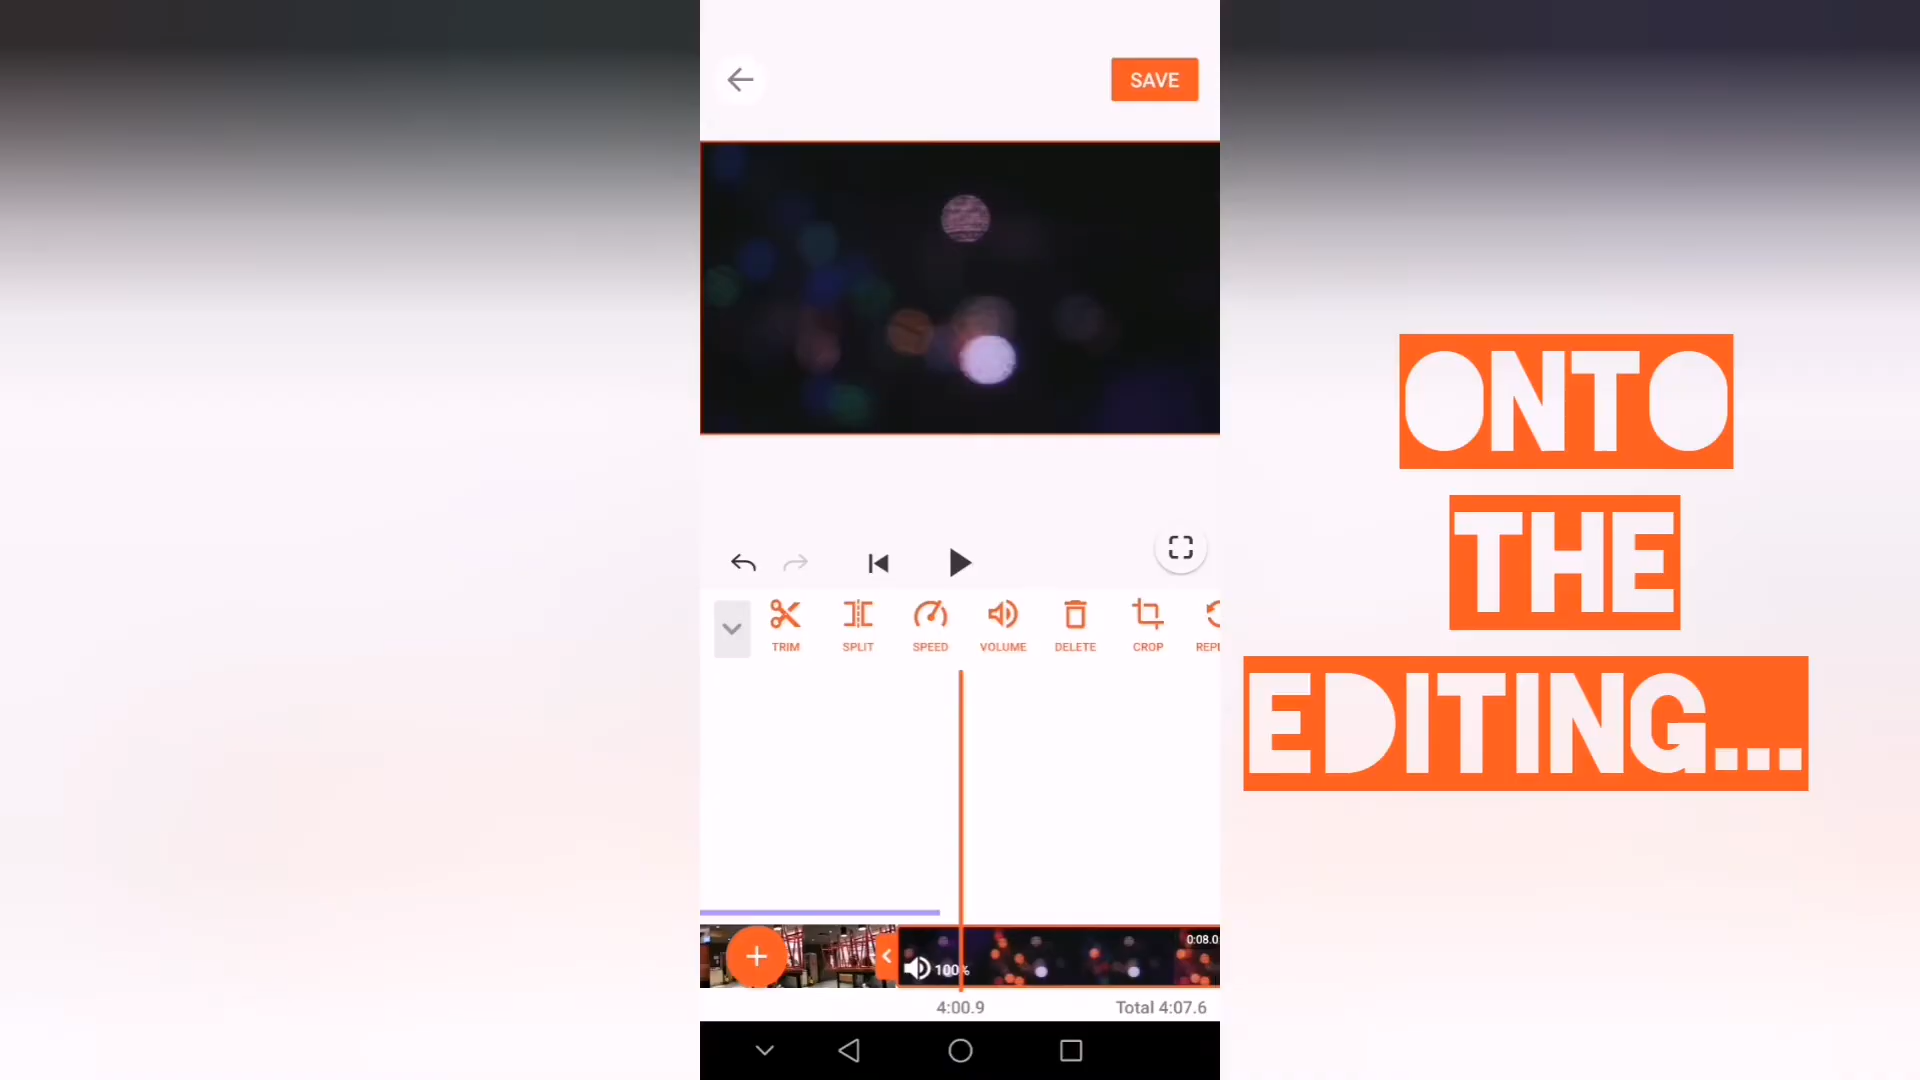 SAVE
ONTO
THE
EDITING...
TRIM SPLIT SPEED VOLUME DELETE CROP
0:08.0
100%
4:00.9 Total 4:07.6